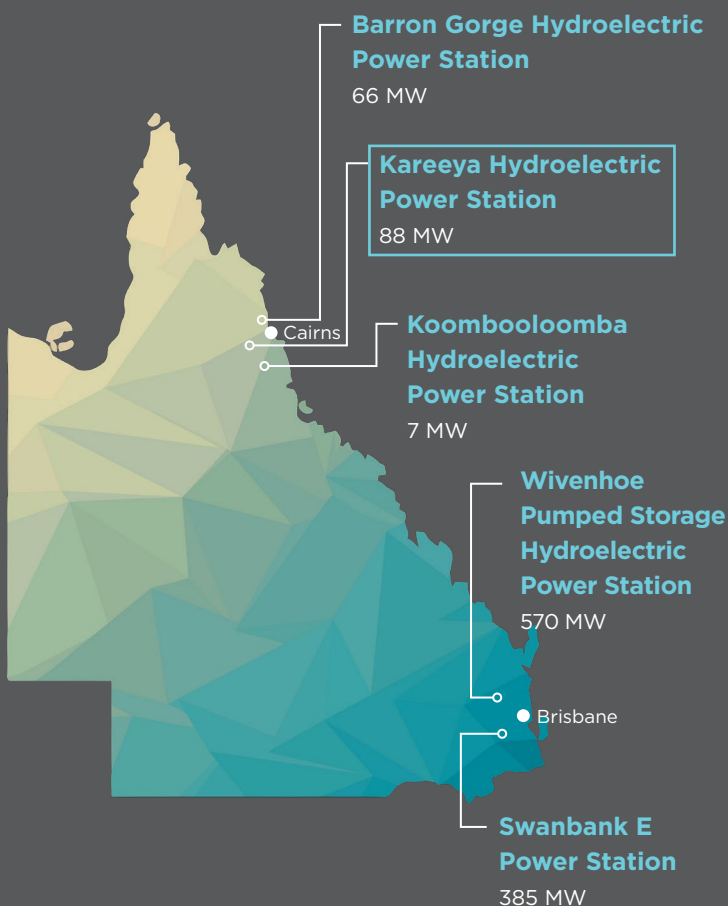 Barron Gorge Hydroelectric
Power Station
66 MW
Kareeya Hydroelectric
Power Station
88 MW
Cairns
Koombooloomba
Hydroelectric
Power Station
7 MW
Wivenhoe
Pumped Storage
Hydroelectric
Power Station
570 MW
Brisbane
Swanbank E
Power Station
385 MW